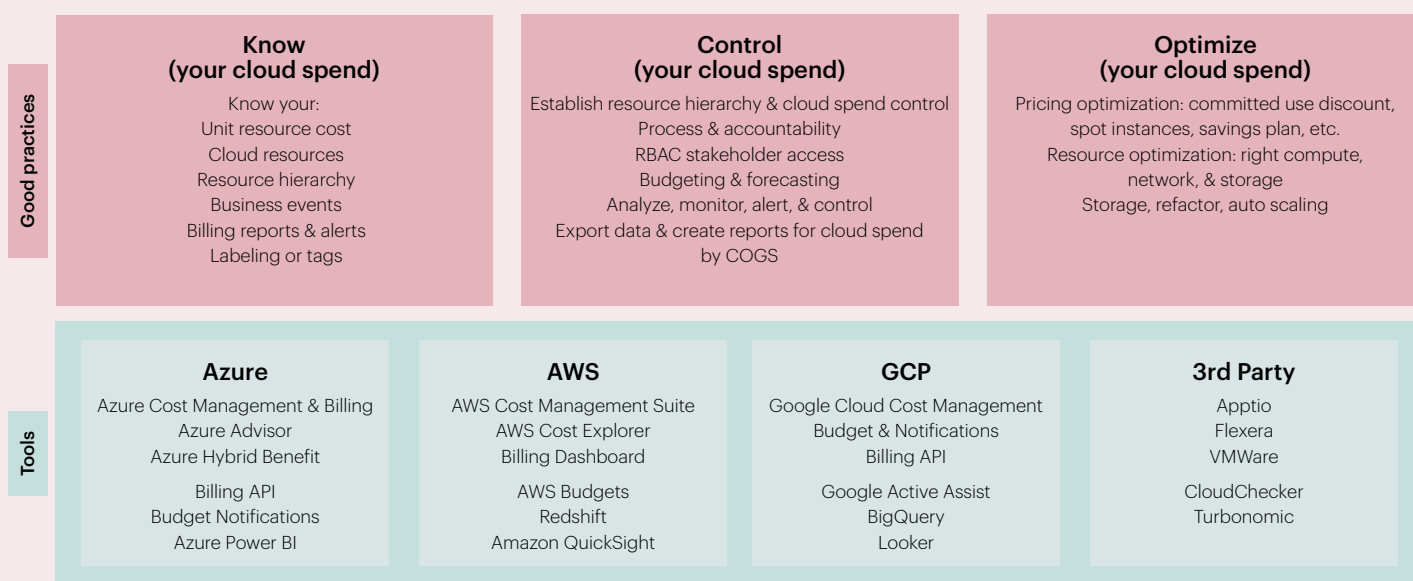 Good practices
Know
(your cloud spend)
Know your:
Unit resource cost
Cloud resources
Resource hierarchy
Business events
Billing reports & alerts
Labeling or tags
Control
(your cloud spend)
Establish resource hierarchy & cloud spend control
Process & accountability
RBAC stakeholder access
Budgeting & forecasting
Analyze, monitor, alert, & control
Export data & create reports for cloud spend
by COGS
Optimize
(your cloud spend)
Pricing optimization: committed use discount,
spot instances, savings plan, etc.
Resource optimization: right compute,
network, & storage
Storage, refactor, auto scaling
Tools
Azure
Azure Cost Management & Billing
Azure Advisor
Azure Hybrid Benefit
Billing API
Budget Notifications
Azure Power BI
AWS
AWS Cost Management Suite
AWS Cost Explorer
Billing Dashboard
AWS Budgets
Redshift
Amazon QuickSight
GCP
Google Cloud Cost Management
Budget & Notifications
Billing API
Google Active Assist
BigQuery
Looker
3rd Party
Apptio
Flexera
VMWare
CloudChecker
Turbonomic